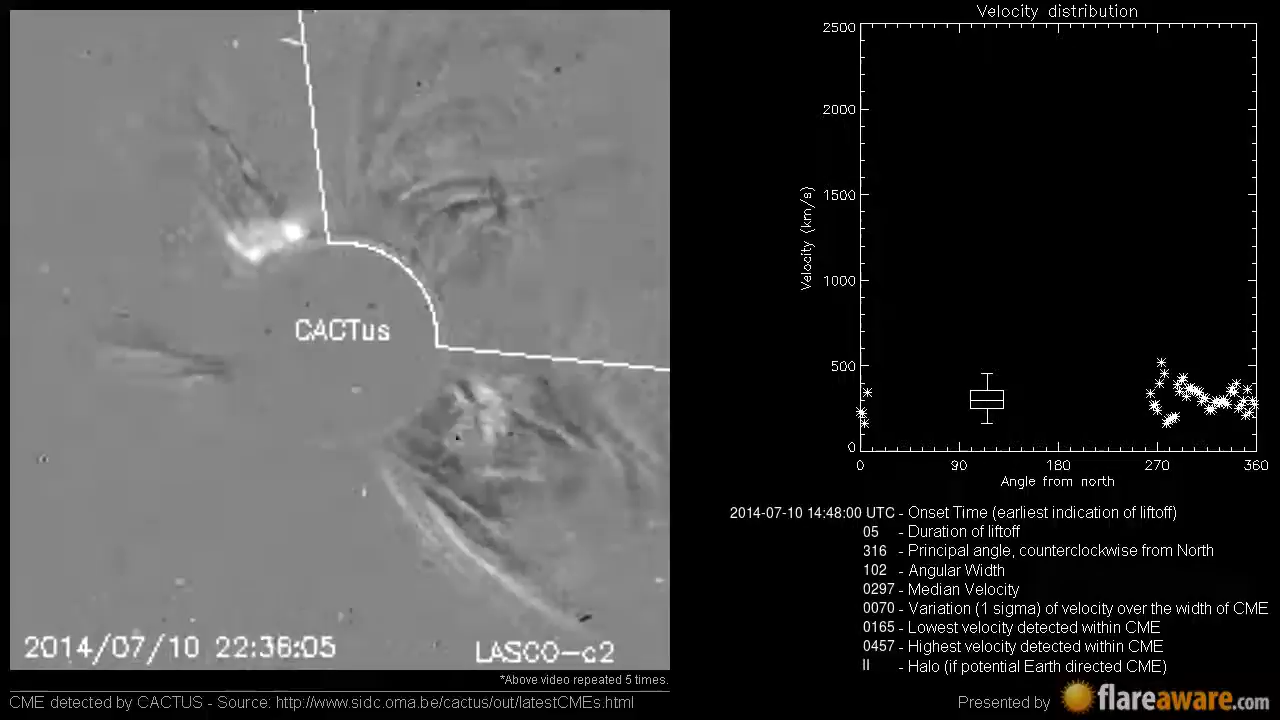 CACTus
2014/07/10 22:36:05 LASCO-c2
*Above video repeated 5 times.
CME detected by CACTUS - Source: http://www.sidc.oma.be/cactus/out/latestCMEs.html
Velocity distribution
Velocity (km/s)
2500
2000
1500
1000
500
0
0 90 180 270 360
Angle from north
2014-07-10 14:48:00 UTC - Onset Time (earliest indication of liftoff)
05 - Duration of liftoff
316 - Principal angle, counterclockwise from North
102 - Angular Width
0297 - Median Velocity
0070 - Variation (1 sigma) of velocity over the width of CME
0165 - Lowest velocity detected within CME
0457 - Highest velocity detected within CME
II - Halo (if potential Earth directed CME)
Presented by flareaware.com